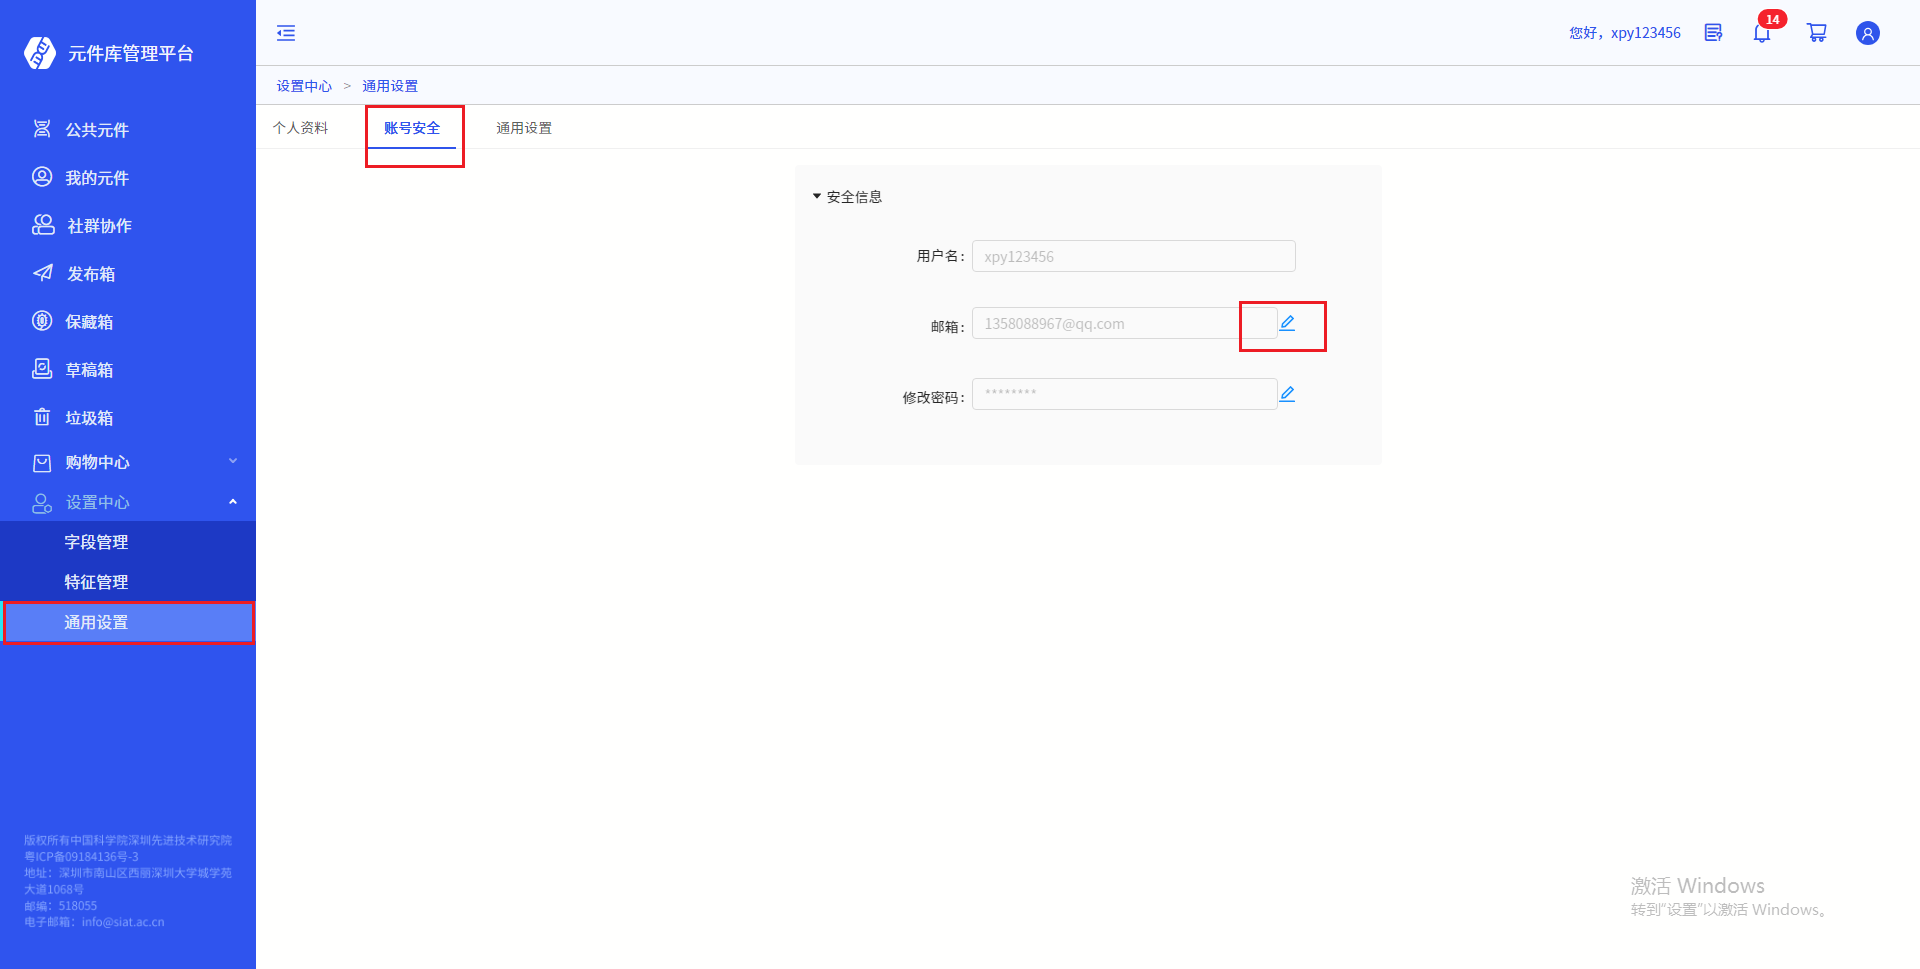 元件库管理平台
您好，xpy123456
14
设置中心 > 通用设置
个人资料
账号安全
通用设置
公共元件
我的元件
社群协作
发布箱
保藏箱
草稿箱
垃圾箱
购物中心
设置中心
字段管理
特征管理
通用设置
安全信息
用户名:
xpy123456
邮箱:
1358088967@qq.com
修改密码:
********
版权所有中国科学院深圳先进技术研究院
粤ICP备09184136号-3
地址：深圳市南山区西丽深圳大学城学苑
大道1068号
邮编：518055
电子邮箱：info@siat.ac.cn
激活 Windows
转到“设置”以激活 Windows。